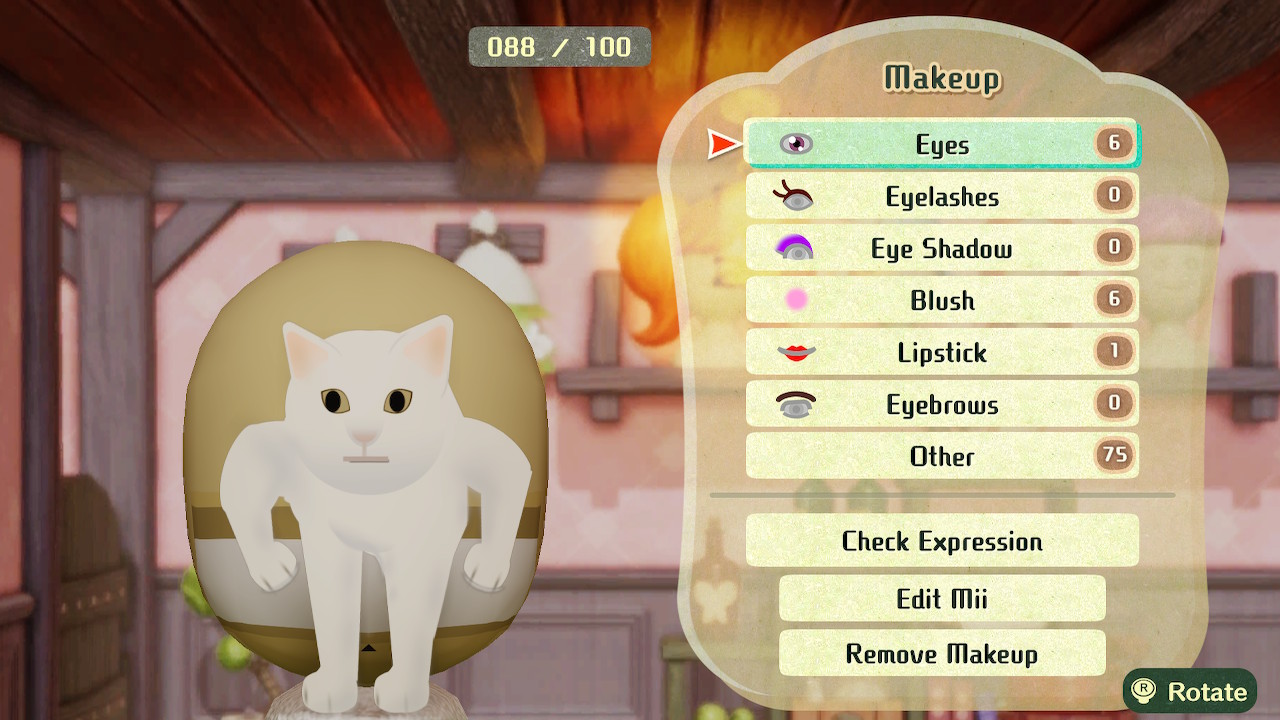 088 / 100
Makeup
Eyes 6
Eyelashes 0
Eye Shadow 0
Blush 6
Lipstick 1
Eyebrows 0
Other 75
Check Expression
Edit Mii
Remove Makeup
R Rotate